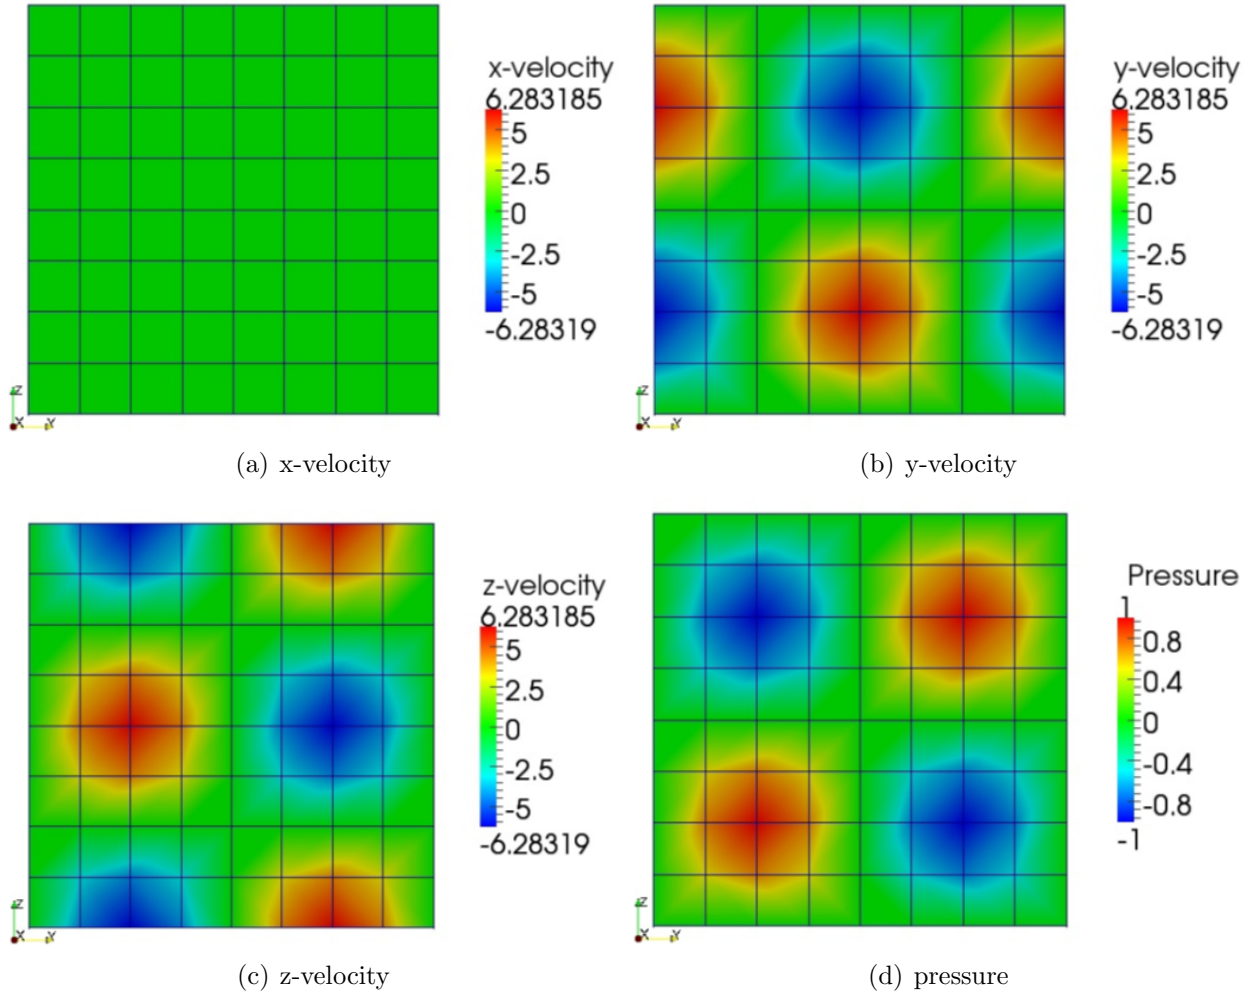 x-velocity
6.283185
5
2.5
0
-2.5
-5
-6.28319
Z
X Y
(a) x-velocity
y-velocity
6.283185
5
2.5
0
-2.5
-5
-6.28319
Z
X Y
(b) y-velocity
z-velocity
6.283185
5
2.5
0
-2.5
-5
-6.28319
Z
X Y
(c) z-velocity
Pressure
1
0.8
0.4
0
-0.4
-0.8
-1
Z
X Y
(d) pressure